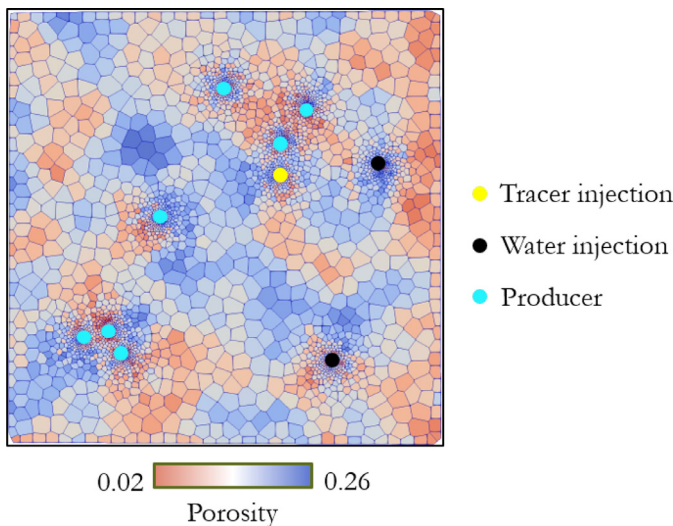 Tracer injection
Water injection
Producer
0.02
0.26
Porosity